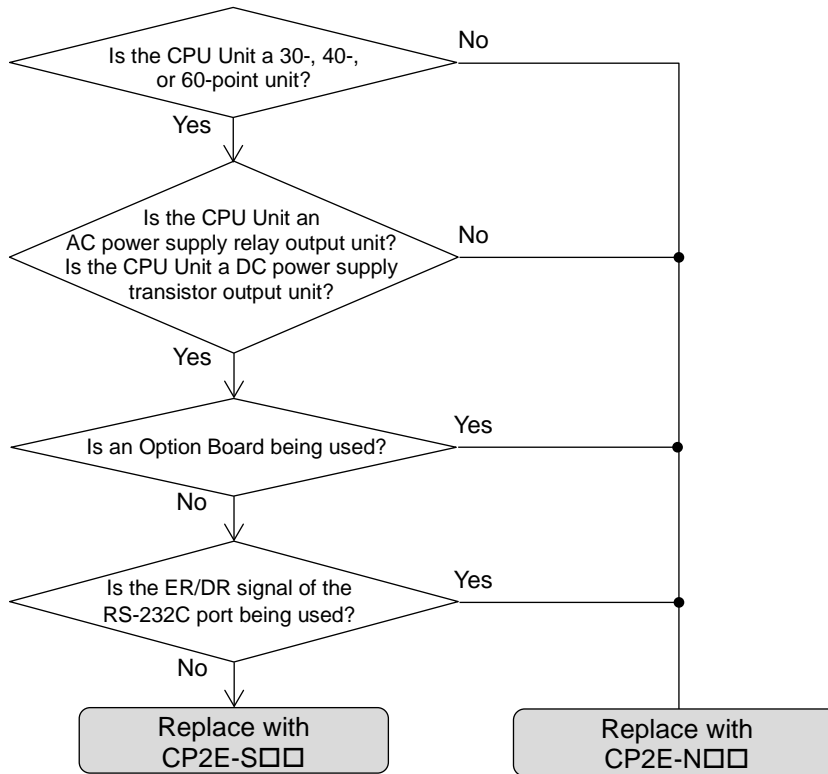 Is the CPU Unit a 30-, 40-,
or 60-point unit?
No
Yes
Is the CPU Unit an
AC power supply relay output unit?
Is the CPU Unit a DC power supply
transistor output unit?
No
Yes
Is an Option Board being used?
Yes
No
Is the ER/DR signal of the
RS-232C port being used?
Yes
No
Replace with
CP2E-S□□
Replace with
CP2E-N□□